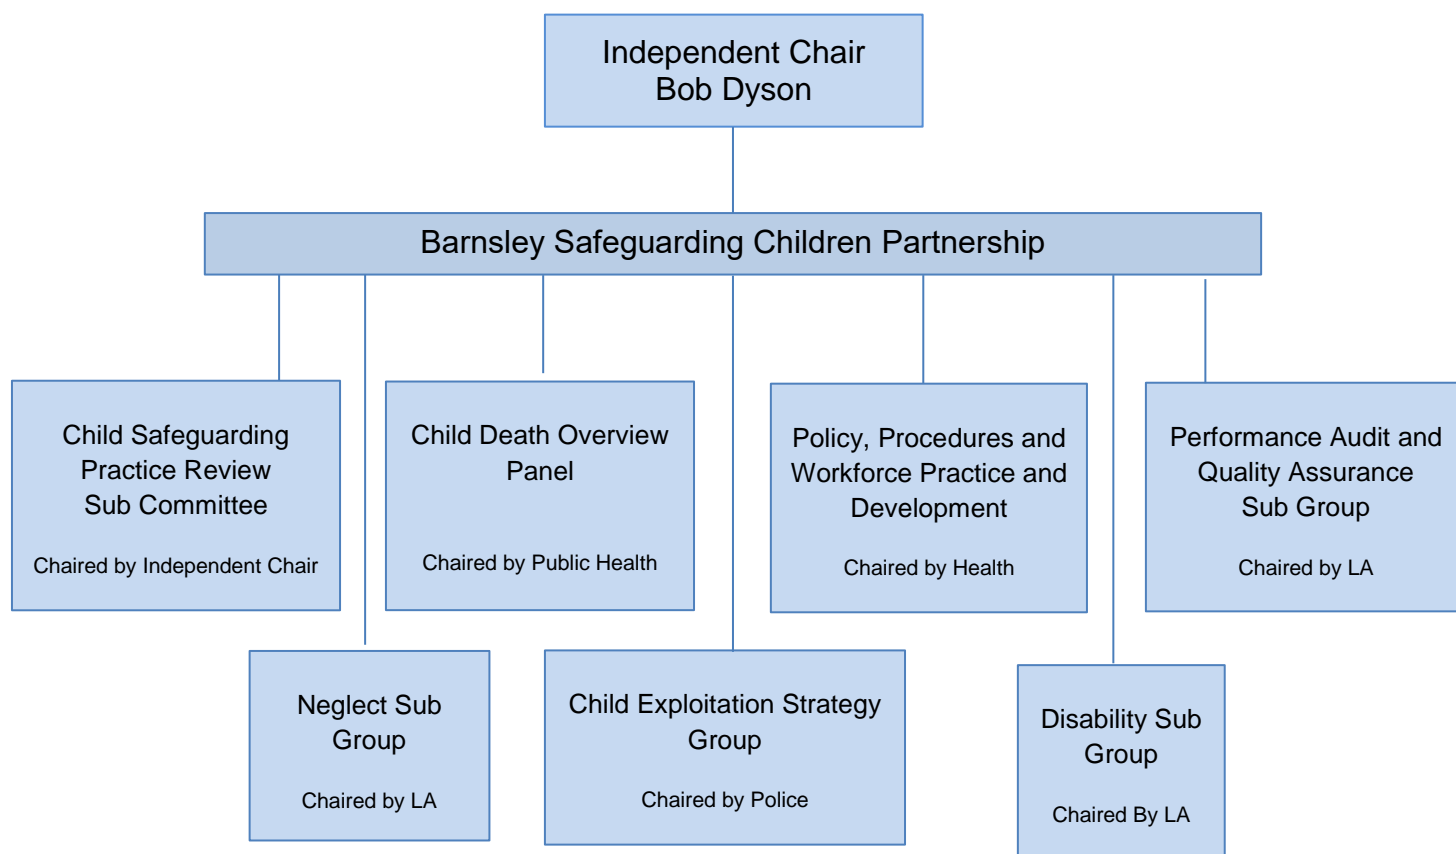 Independent Chair
Bob Dyson
Barnsley Safeguarding Children Partnership
Child Safeguarding
Practice Review
Sub Committee
Chaired by Independent Chair
Child Death Overview
Panel
Chaired by Public Health
Policy, Procedures and
Workforce Practice and
Development
Chaired by Health
Performance Audit and
Quality Assurance
Sub Group
Chaired by LA
Neglect Sub
Group
Chaired by LA
Child Exploitation Strategy
Group
Chaired by Police
Disability Sub
Group
Chaired By LA